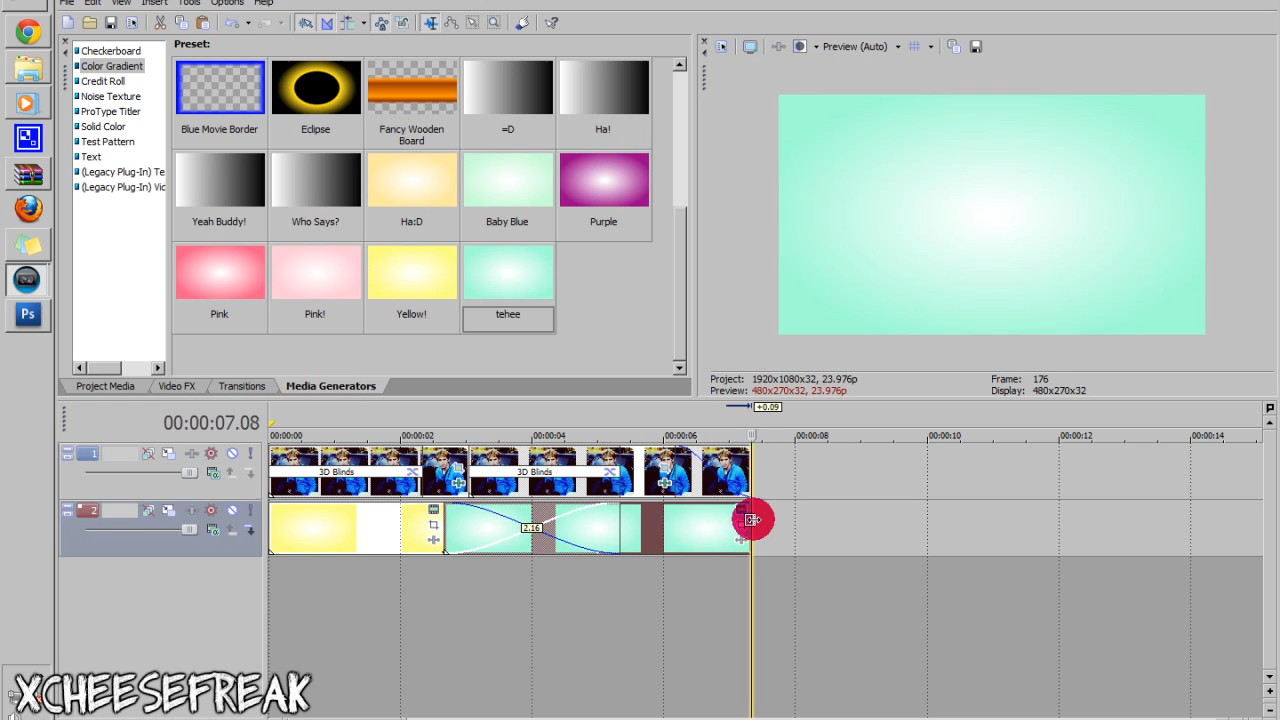 File Edit View Insert Tools Options Help
Checkerboard
Color Gradient
Credit Roll
Noise Texture
ProType Titler
Solid Color
Test Pattern
Text
(Legacy Plug-In) Te
(Legacy Plug-In) Vid
Preset:
Blue Movie Border
Eclipse
Fancy Wooden
Board
=D
Ha!
Yeah Buddy!
Who Says?
Ha:D
Baby Blue
Purple
Pink
Pink!
Yellow!
tehee
Project Media
Video FX
Transitions
Media Generators
Preview (Auto)
Project: 1920x1080x32, 23.976p
Preview: 480x270x32, 23.976p
Frame: 176
Display: 480x270x32
00:00:07.08
+0.09
00:00:00
00:00:02
00:00:04
00:00:06
00:00:08
00:00:10
00:00:12
00:00:14
1
3D Blinds
3D Blinds
2
2.16
Ps
XCHEESEFREAK